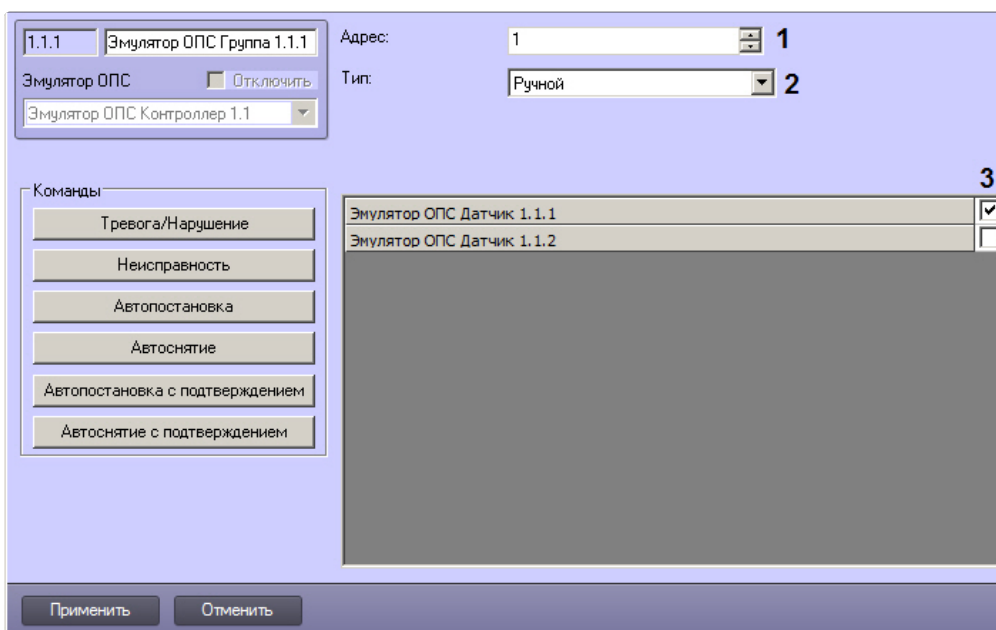 1.1.1 Эмулятор ОПС Группа 1.1.1
Эмулятор ОПС Отключить
Эмулятор ОПС Контроллер 1.1
Адрес: 1 1
Тип: Ручной 2
Команды
Тревога/Нарушение
Неисправность
Автопостановка
Автоснятие
Автопостановка с подтверждением
Автоснятие с подтверждением
3
Эмулятор ОПС Датчик 1.1.1
Эмулятор ОПС Датчик 1.1.2
Применить Отменить